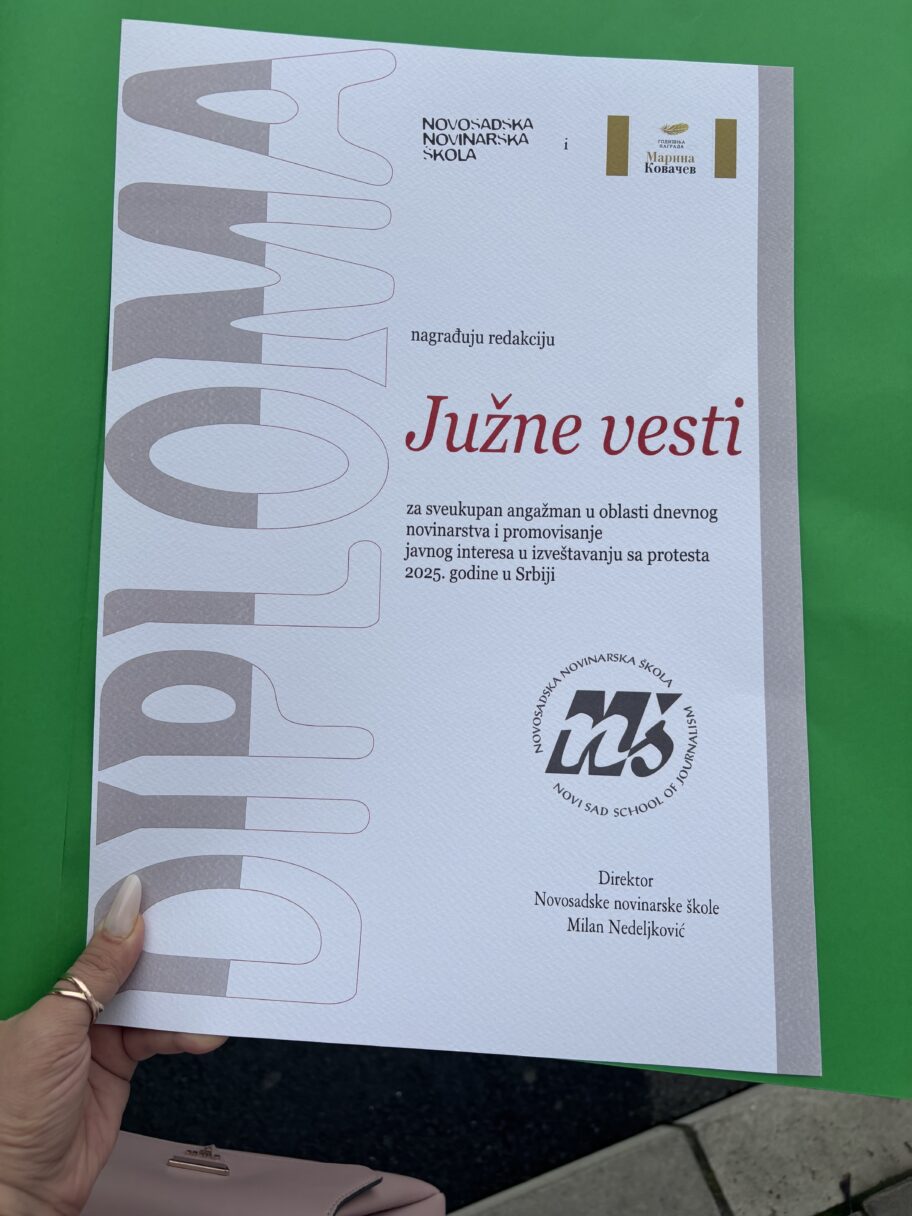 DIPLOMA
NOVOSADSKA
NOVINARSKA
ŠKOLA
i
ГОДИШЊА
НАГРАДА
Марина
Ковачев
nagrađuju redakciju
Južne vesti
za sveukupan angažman u oblasti dnevnog
novinarstva i promovisanje
javnog interesa u izveštavanju sa protesta
2025. godine u Srbiji
NOVOSADSKA NOVINARSKA ŠKOLA
NNŠ
NOVI SAD SCHOOL OF JOURNALISM
Direktor
Novosadske novinarske škole
Milan Nedeljković